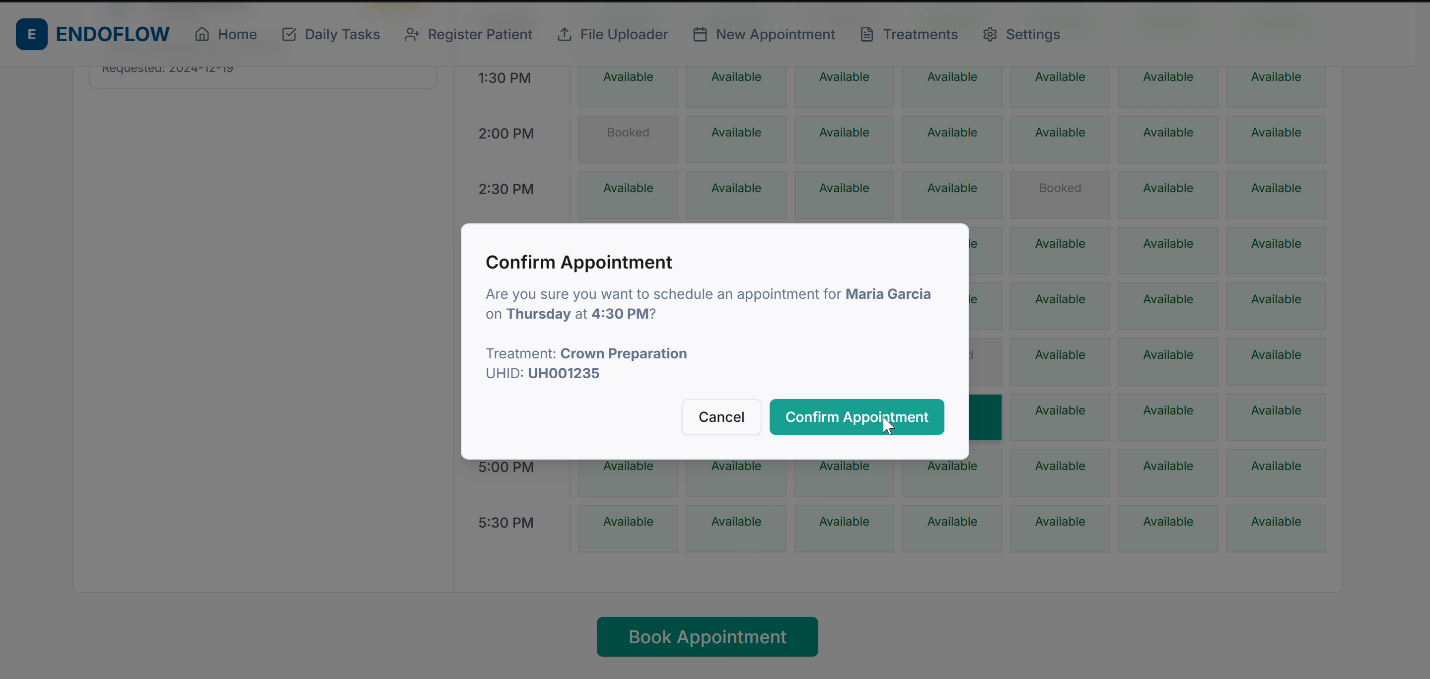 E ENDOFLOW Home Daily Tasks Register Patient File Uploader New Appointment Treatments Settings
Requested: 2024-12-19
1:30 PM Available Available Available Available Available Available Available
2:00 PM Booked Available Available Available Available Available Available
2:30 PM Available Available Available Available Booked Available Available
Available Available Available
Confirm Appointment
Are you sure you want to schedule an appointment for Maria Garcia
on Thursday at 4:30 PM?
Available Available Available
Treatment: Crown Preparation
UHID: UH001235
Available Available Available
Cancel Confirm Appointment
Available Available Available
5:00 PM Available Available Available Available Available Available Available
5:30 PM Available Available Available Available Available Available Available
Book Appointment